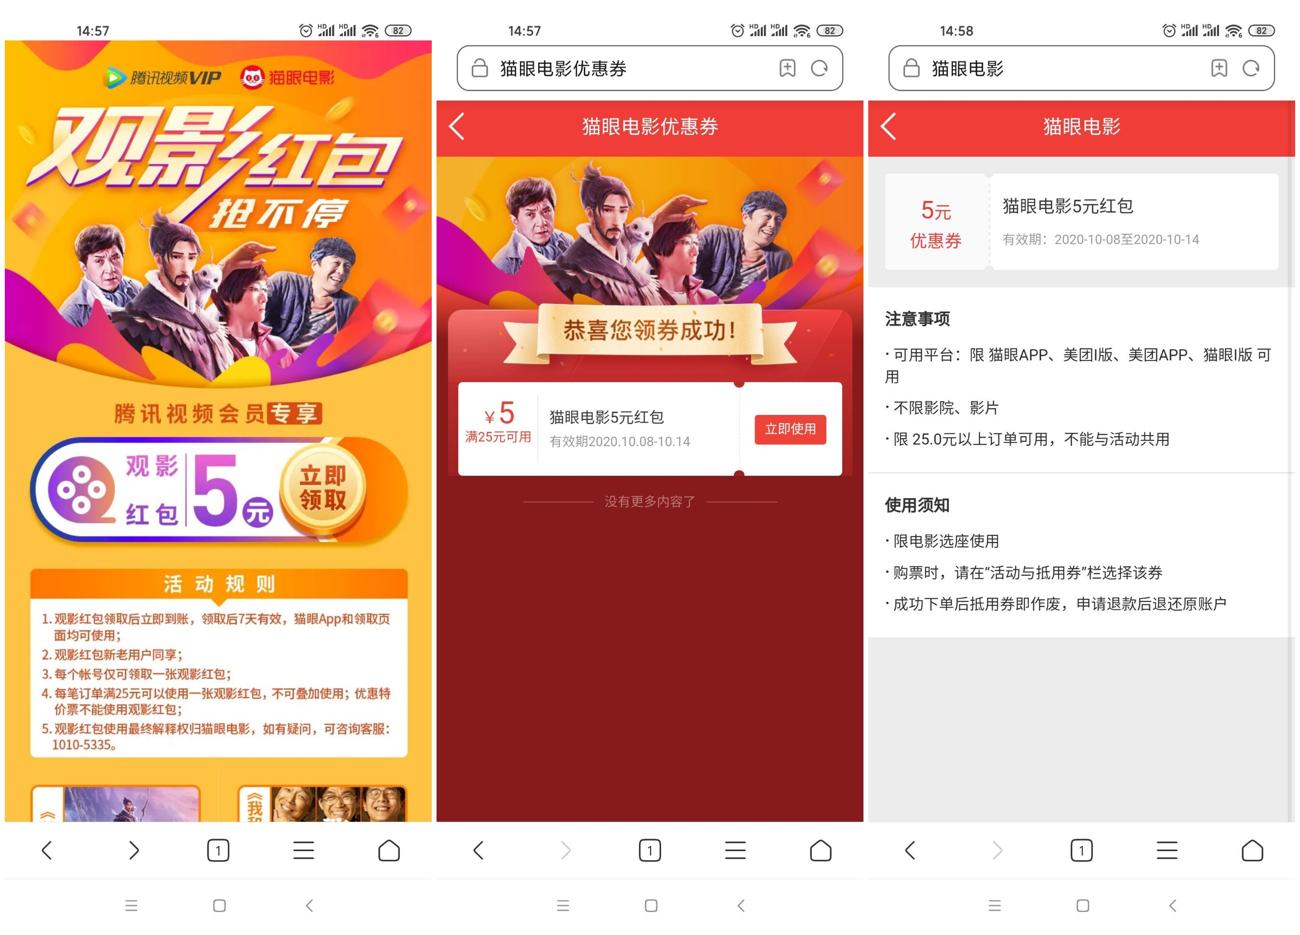 14:57
HD HD 82
腾讯视频VIP 猫眼电影
观影红包
抢不停
腾讯视频会员专享
观影
红包
5元
立即
领取
活动规则
1. 观影红包领取后立即到账，领取后7天有效，猫眼App和领取页
面均可使用；
2. 观影红包新老用户同享；
3. 每个帐号仅可领取一张观影红包；
4. 每笔订单满25元可以使用一张观影红包，不可叠加使用；优惠特
价票不能使用观影红包；
5. 观影红包使用最终解释权归猫眼电影，如有疑问，可咨询客服：
1010-5335。
《我和
1
14:57
HD HD 82
猫眼电影优惠券
猫眼电影优惠券
恭喜您领券成功！
￥5
满25元可用
猫眼电影5元红包
有效期2020.10.08-10.14
立即使用
没有更多内容了
1
14:58
HD HD 82
猫眼电影
猫眼电影
5元
优惠券
猫眼电影5元红包
有效期：2020-10-08至2020-10-14
注意事项
· 可用平台：限 猫眼APP、美团I版、美团APP、猫眼I版 可
用
· 不限影院、影片
· 限 25.0元以上订单可用，不能与活动共用
使用须知
· 限电影选座使用
· 购票时，请在“活动与抵用券”栏选择该券
· 成功下单后抵用券即作废，申请退款后退还原账户
1